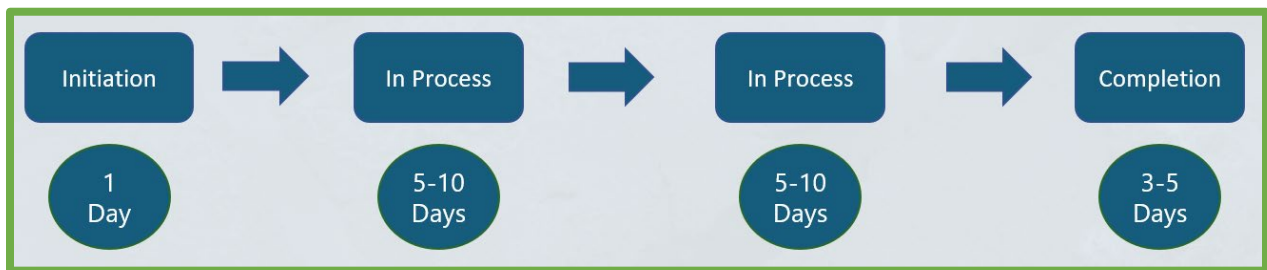 Initiation
In Process
In Process
Completion
1
Day
5-10
Days
5-10
Days
3-5
Days